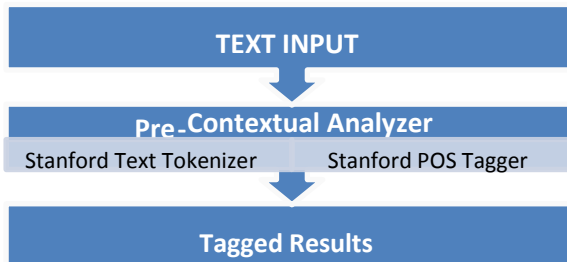 TEXT INPUT
Pre-Contextual Analyzer
Stanford Text Tokenizer Stanford POS Tagger
Tagged Results